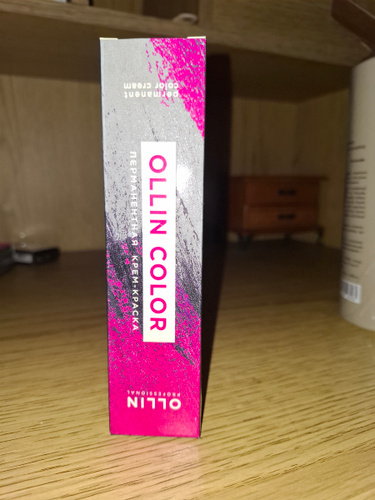 permanent
color cream
OLLIN COLOR
ПЕРМАНЕНТНАЯ КРЕМ-КРАСКА
OLLIN
PROFESSIONAL